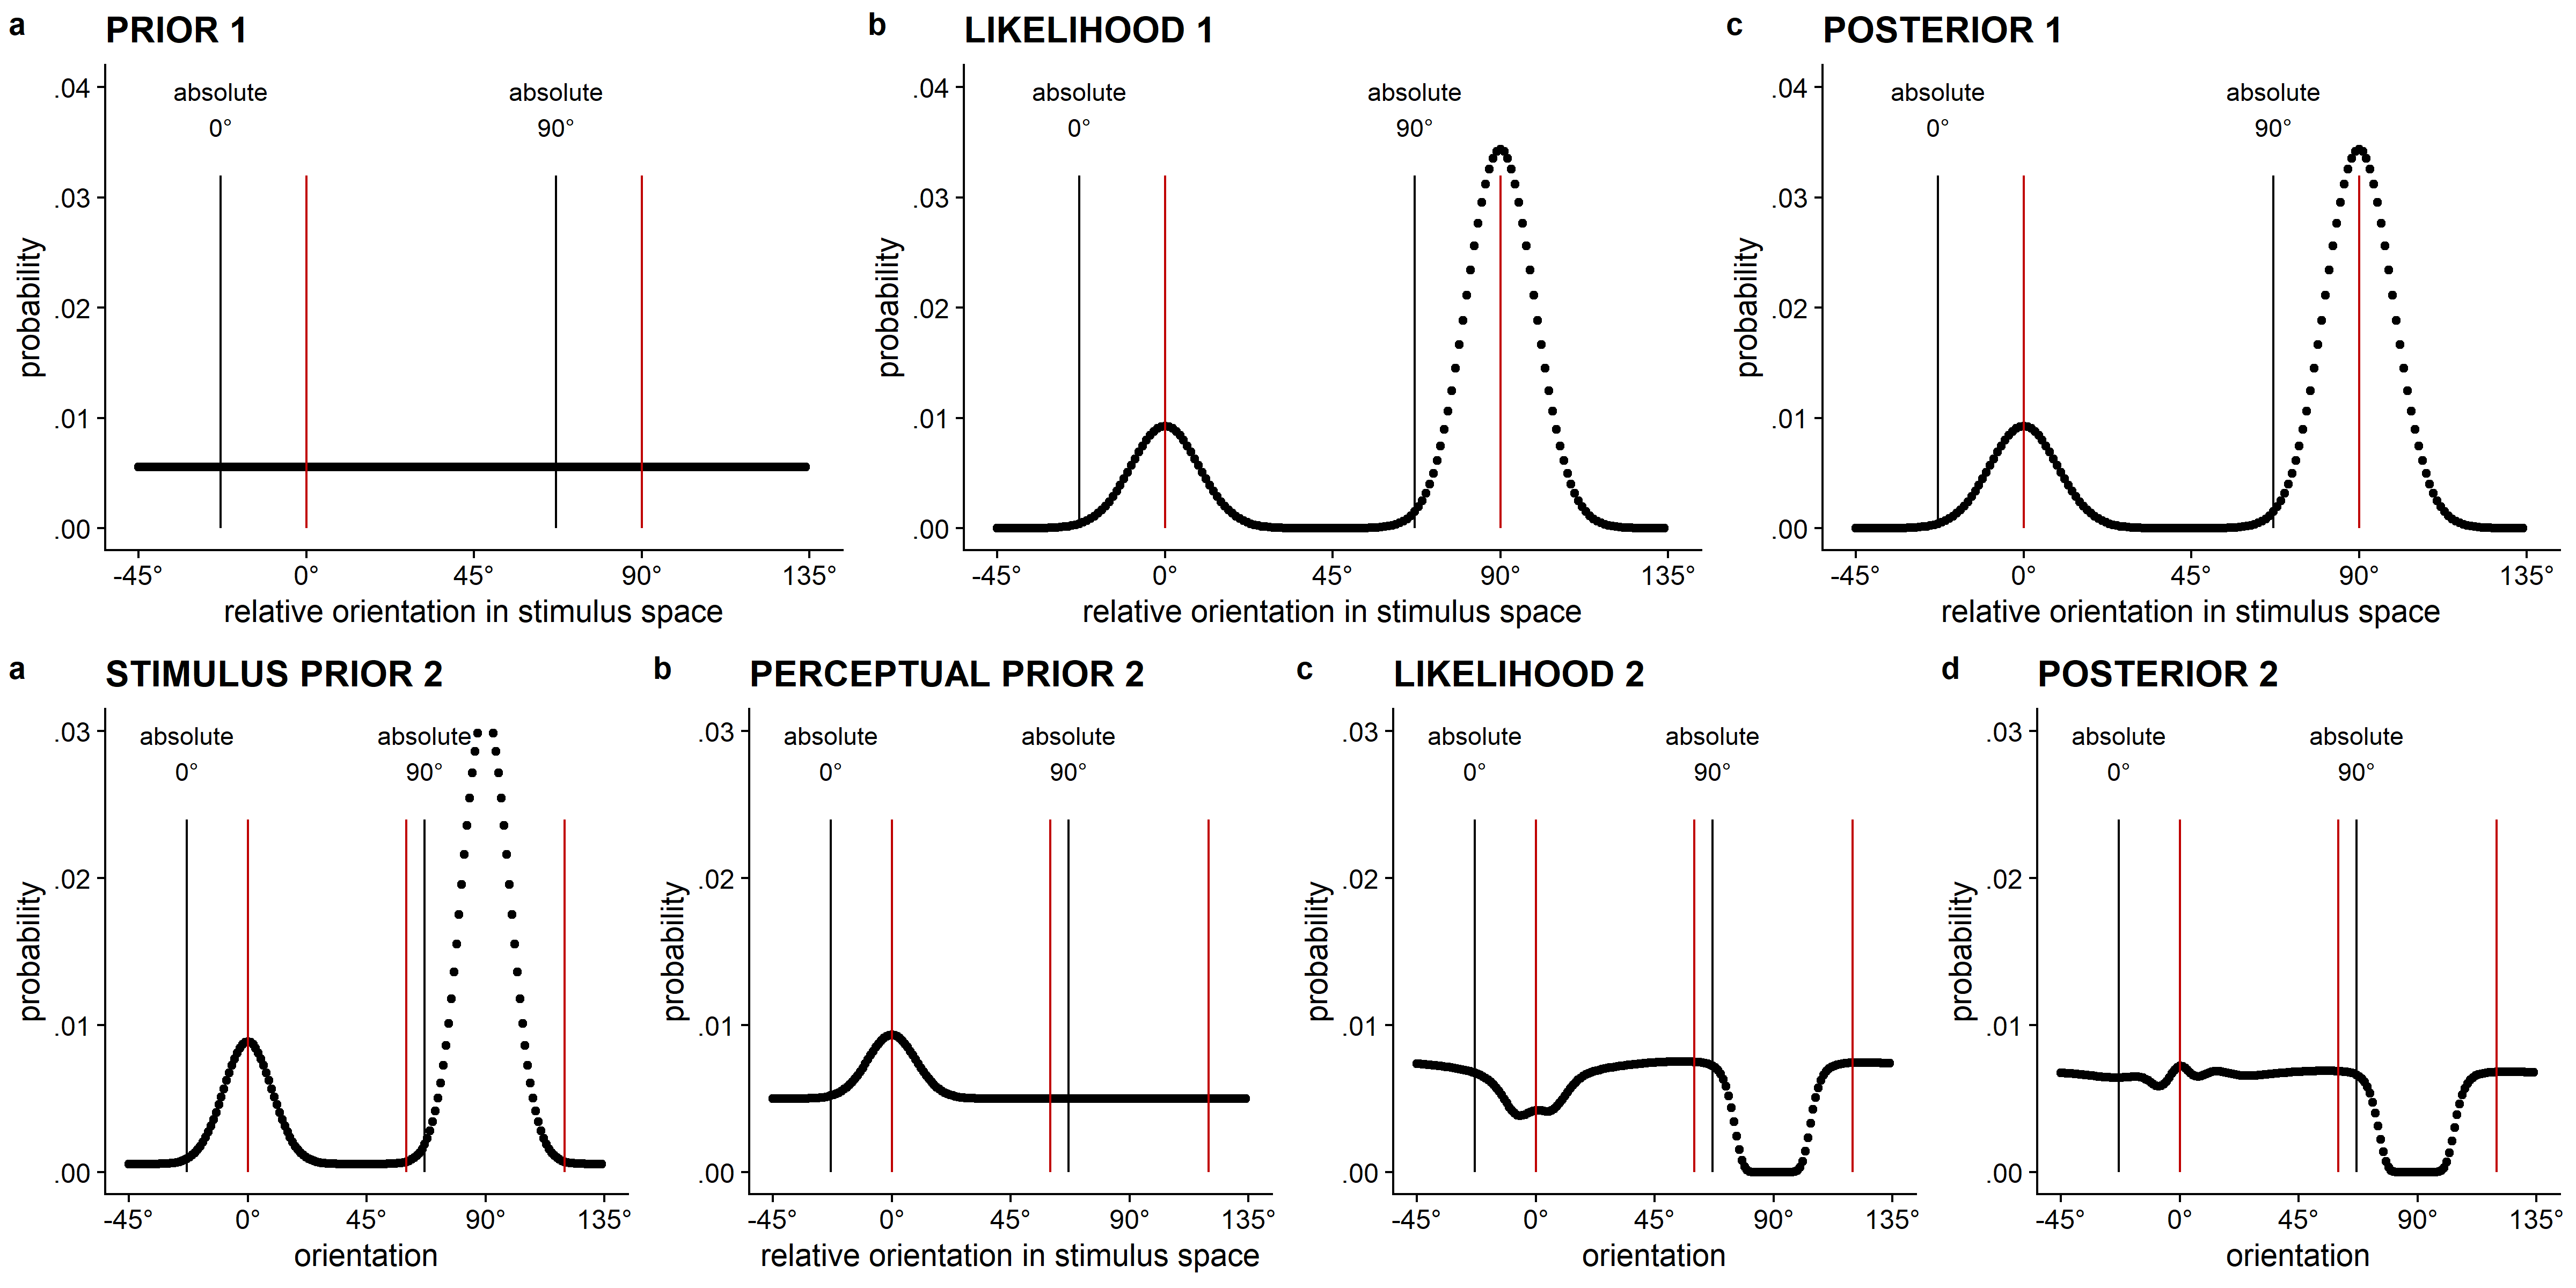 a PRIOR 1
absolute 0°
absolute 90°
.04
.03
.02
.01
.00
probability
-45° 0° 45° 90° 135°
relative orientation in stimulus space
b LIKELIHOOD 1
absolute 0°
absolute 90°
.04
.03
.02
.01
.00
probability
-45° 0° 45° 90° 135°
relative orientation in stimulus space
c POSTERIOR 1
absolute 0°
absolute 90°
.04
.03
.02
.01
.00
probability
-45° 0° 45° 90° 135°
relative orientation in stimulus space
a STIMULUS PRIOR 2
absolute 0°
absolute 90°
.03
.02
.01
.00
probability
-45° 0° 45° 90° 135°
orientation
b PERCEPTUAL PRIOR 2
absolute 0°
absolute 90°
.03
.02
.01
.00
probability
-45° 0° 45° 90° 135°
relative orientation in stimulus space
c LIKELIHOOD 2
absolute 0°
absolute 90°
.03
.02
.01
.00
probability
-45° 0° 45° 90° 135°
orientation
d POSTERIOR 2
absolute 0°
absolute 90°
.03
.02
.01
.00
probability
-45° 0° 45° 90° 135°
orientation